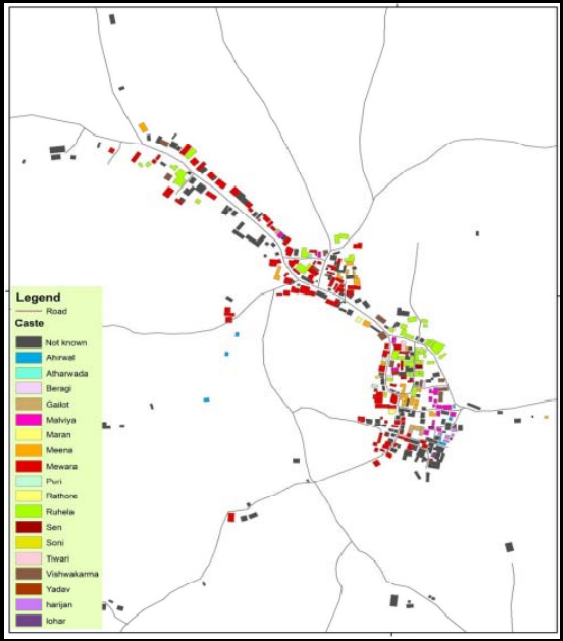 Legend
Road
Caste
Not known
Ahirwal
Atharwada
Beragi
Gailot
Malviya
Maran
Meena
Mewara
Puri
Rathore
Ruhela
Sen
Soni
Tiwari
Vishwakarma
Yadav
harijan
lohar